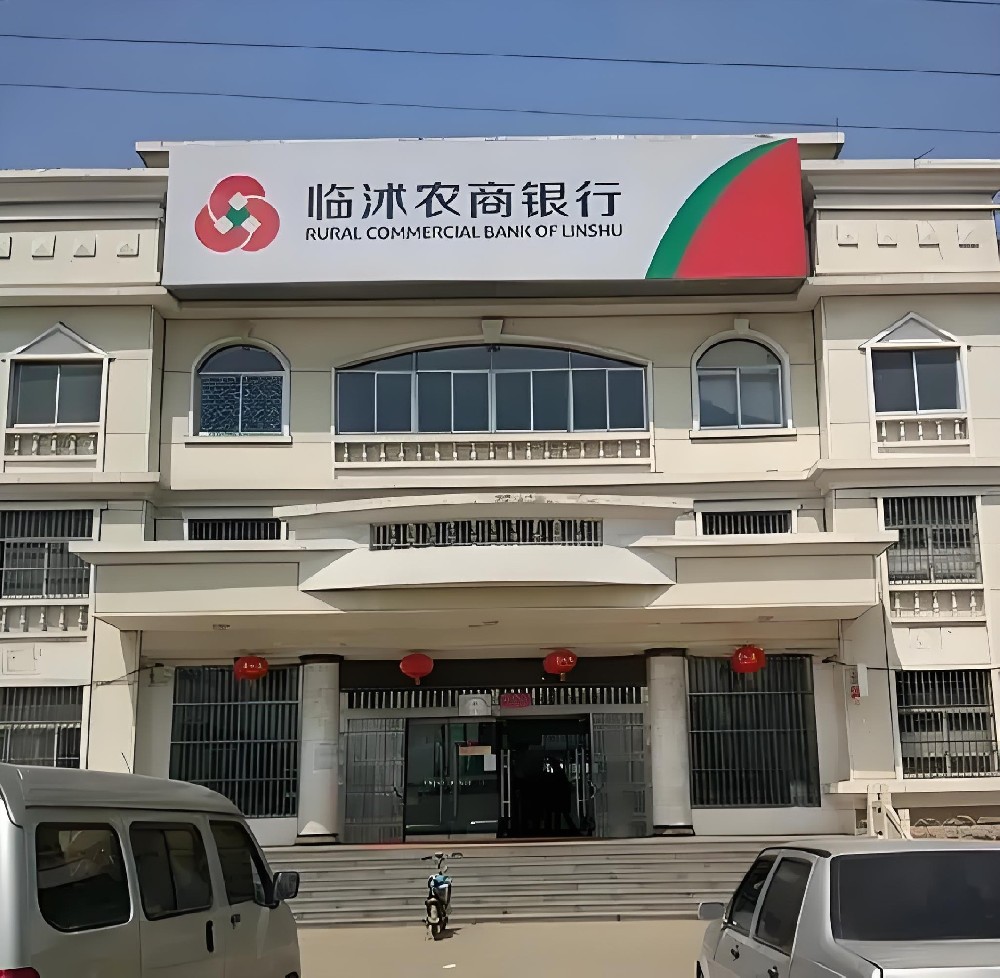 临沭农商银行
RURAL COMMERCIAL BANK OF LINSHU